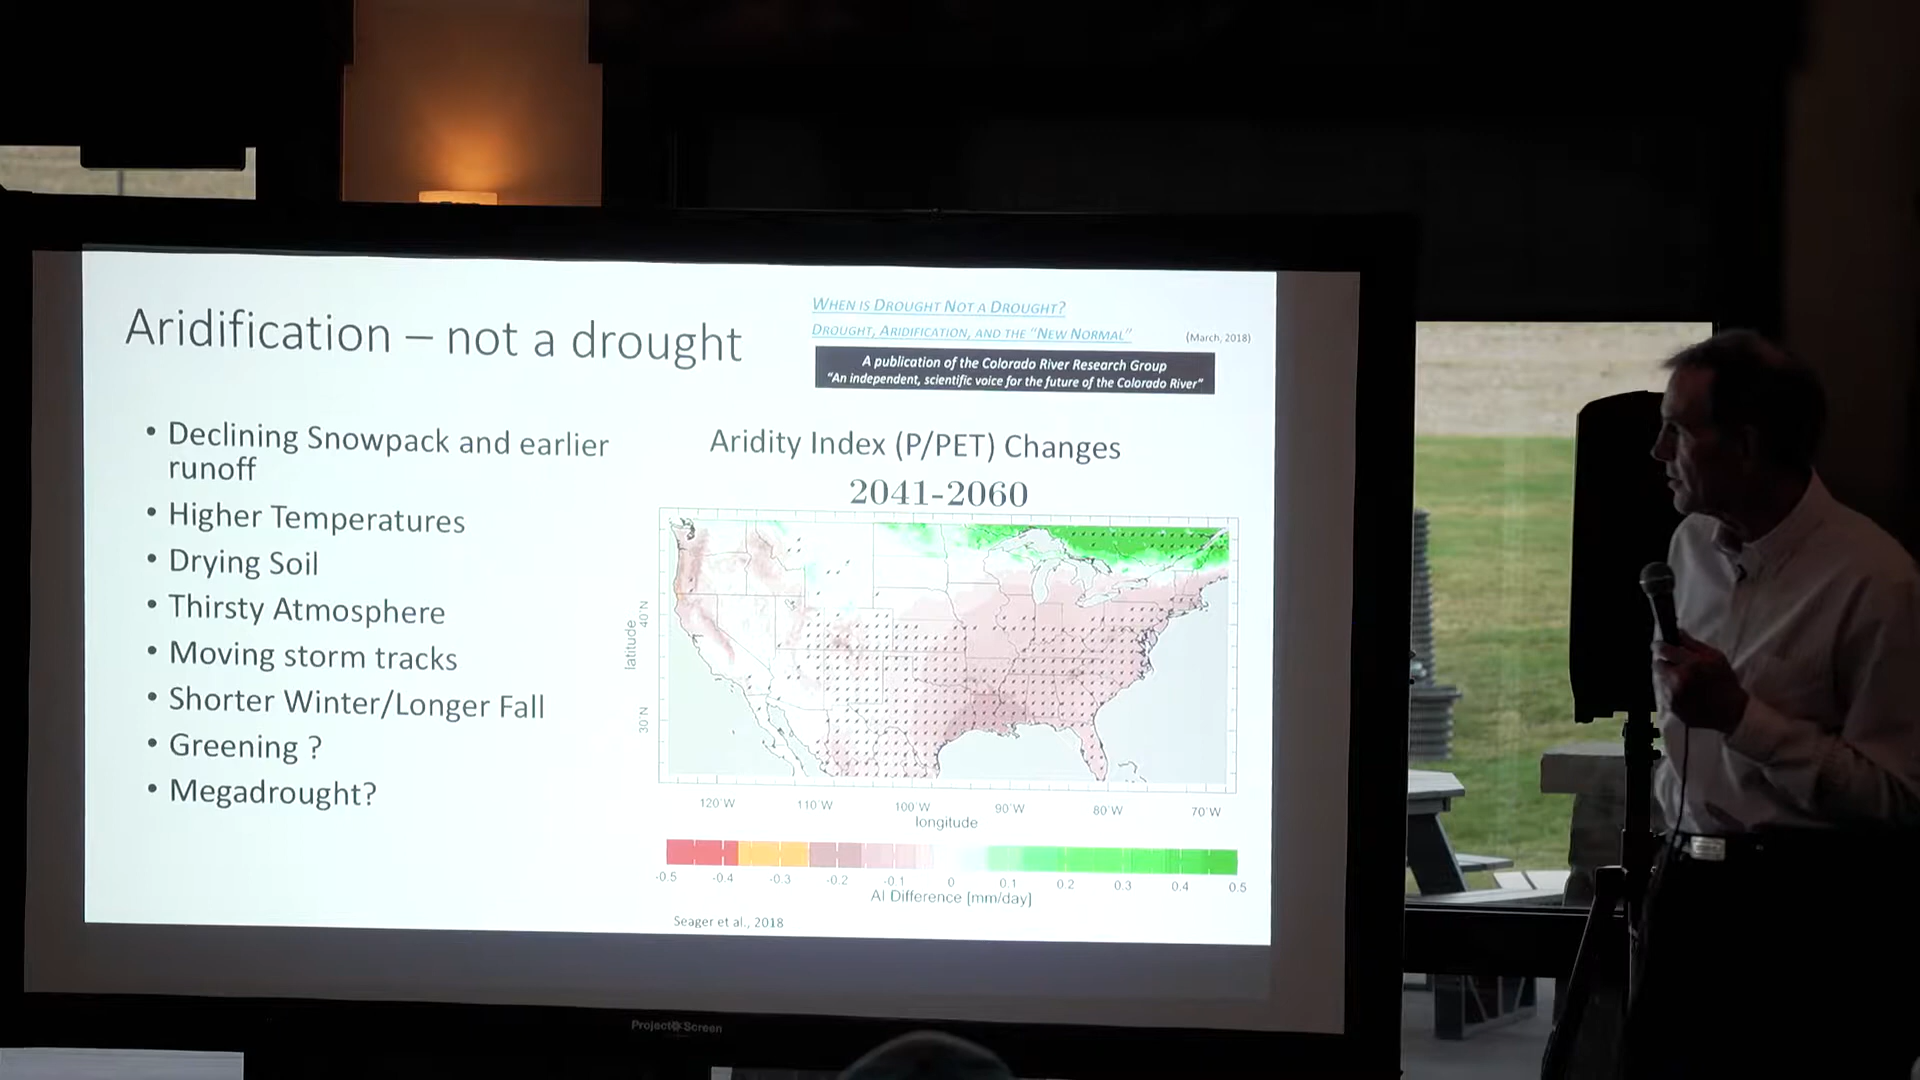 Aridification – not a drought
WHEN IS DROUGHT NOT A DROUGHT?
DROUGHT, ARIDIFICATION, AND THE "NEW NORMAL"
(March, 2018)
A publication of the Colorado River Research Group
"An independent, scientific voice for the future of the Colorado River"
• Declining Snowpack and earlier
runoff
• Higher Temperatures
• Drying Soil
• Thirsty Atmosphere
• Moving storm tracks
• Shorter Winter/Longer Fall
• Greening ?
• Megadrought?
Aridity Index (P/PET) Changes
2041-2060
latitude
40°N
30°N
120°W 110°W 100°W 90°W 80°W 70°W
longitude
-0.5 -0.4 -0.3 -0.2 -0.1 0 0.1 0.2 0.3 0.4 0.5
AI Difference [mm/day]
Seager et al., 2018
Project Screen